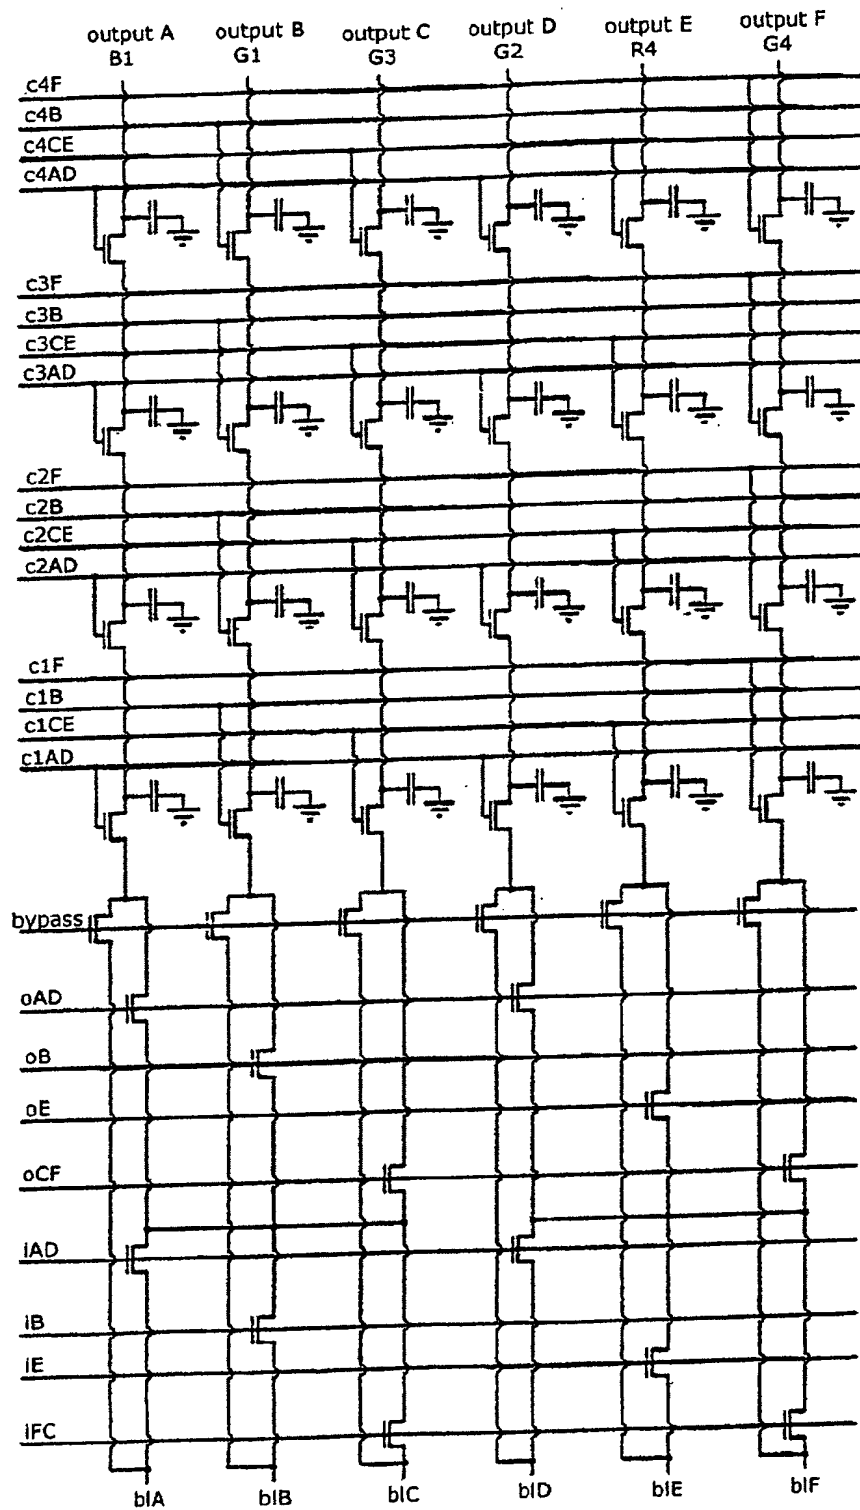 output A output B output C output D output E output F
B1 G1 G3 G2 R4 G4
c4F
c4B
c4CE
c4AD
c3F
c3B
c3CE
c3AD
c2F
c2B
c2CE
c2AD
c1F
c1B
c1CE
c1AD
bypass
oAD
oB
oE
oCF
iAD
iB
iE
iFC
blA blB blC blD blE blF